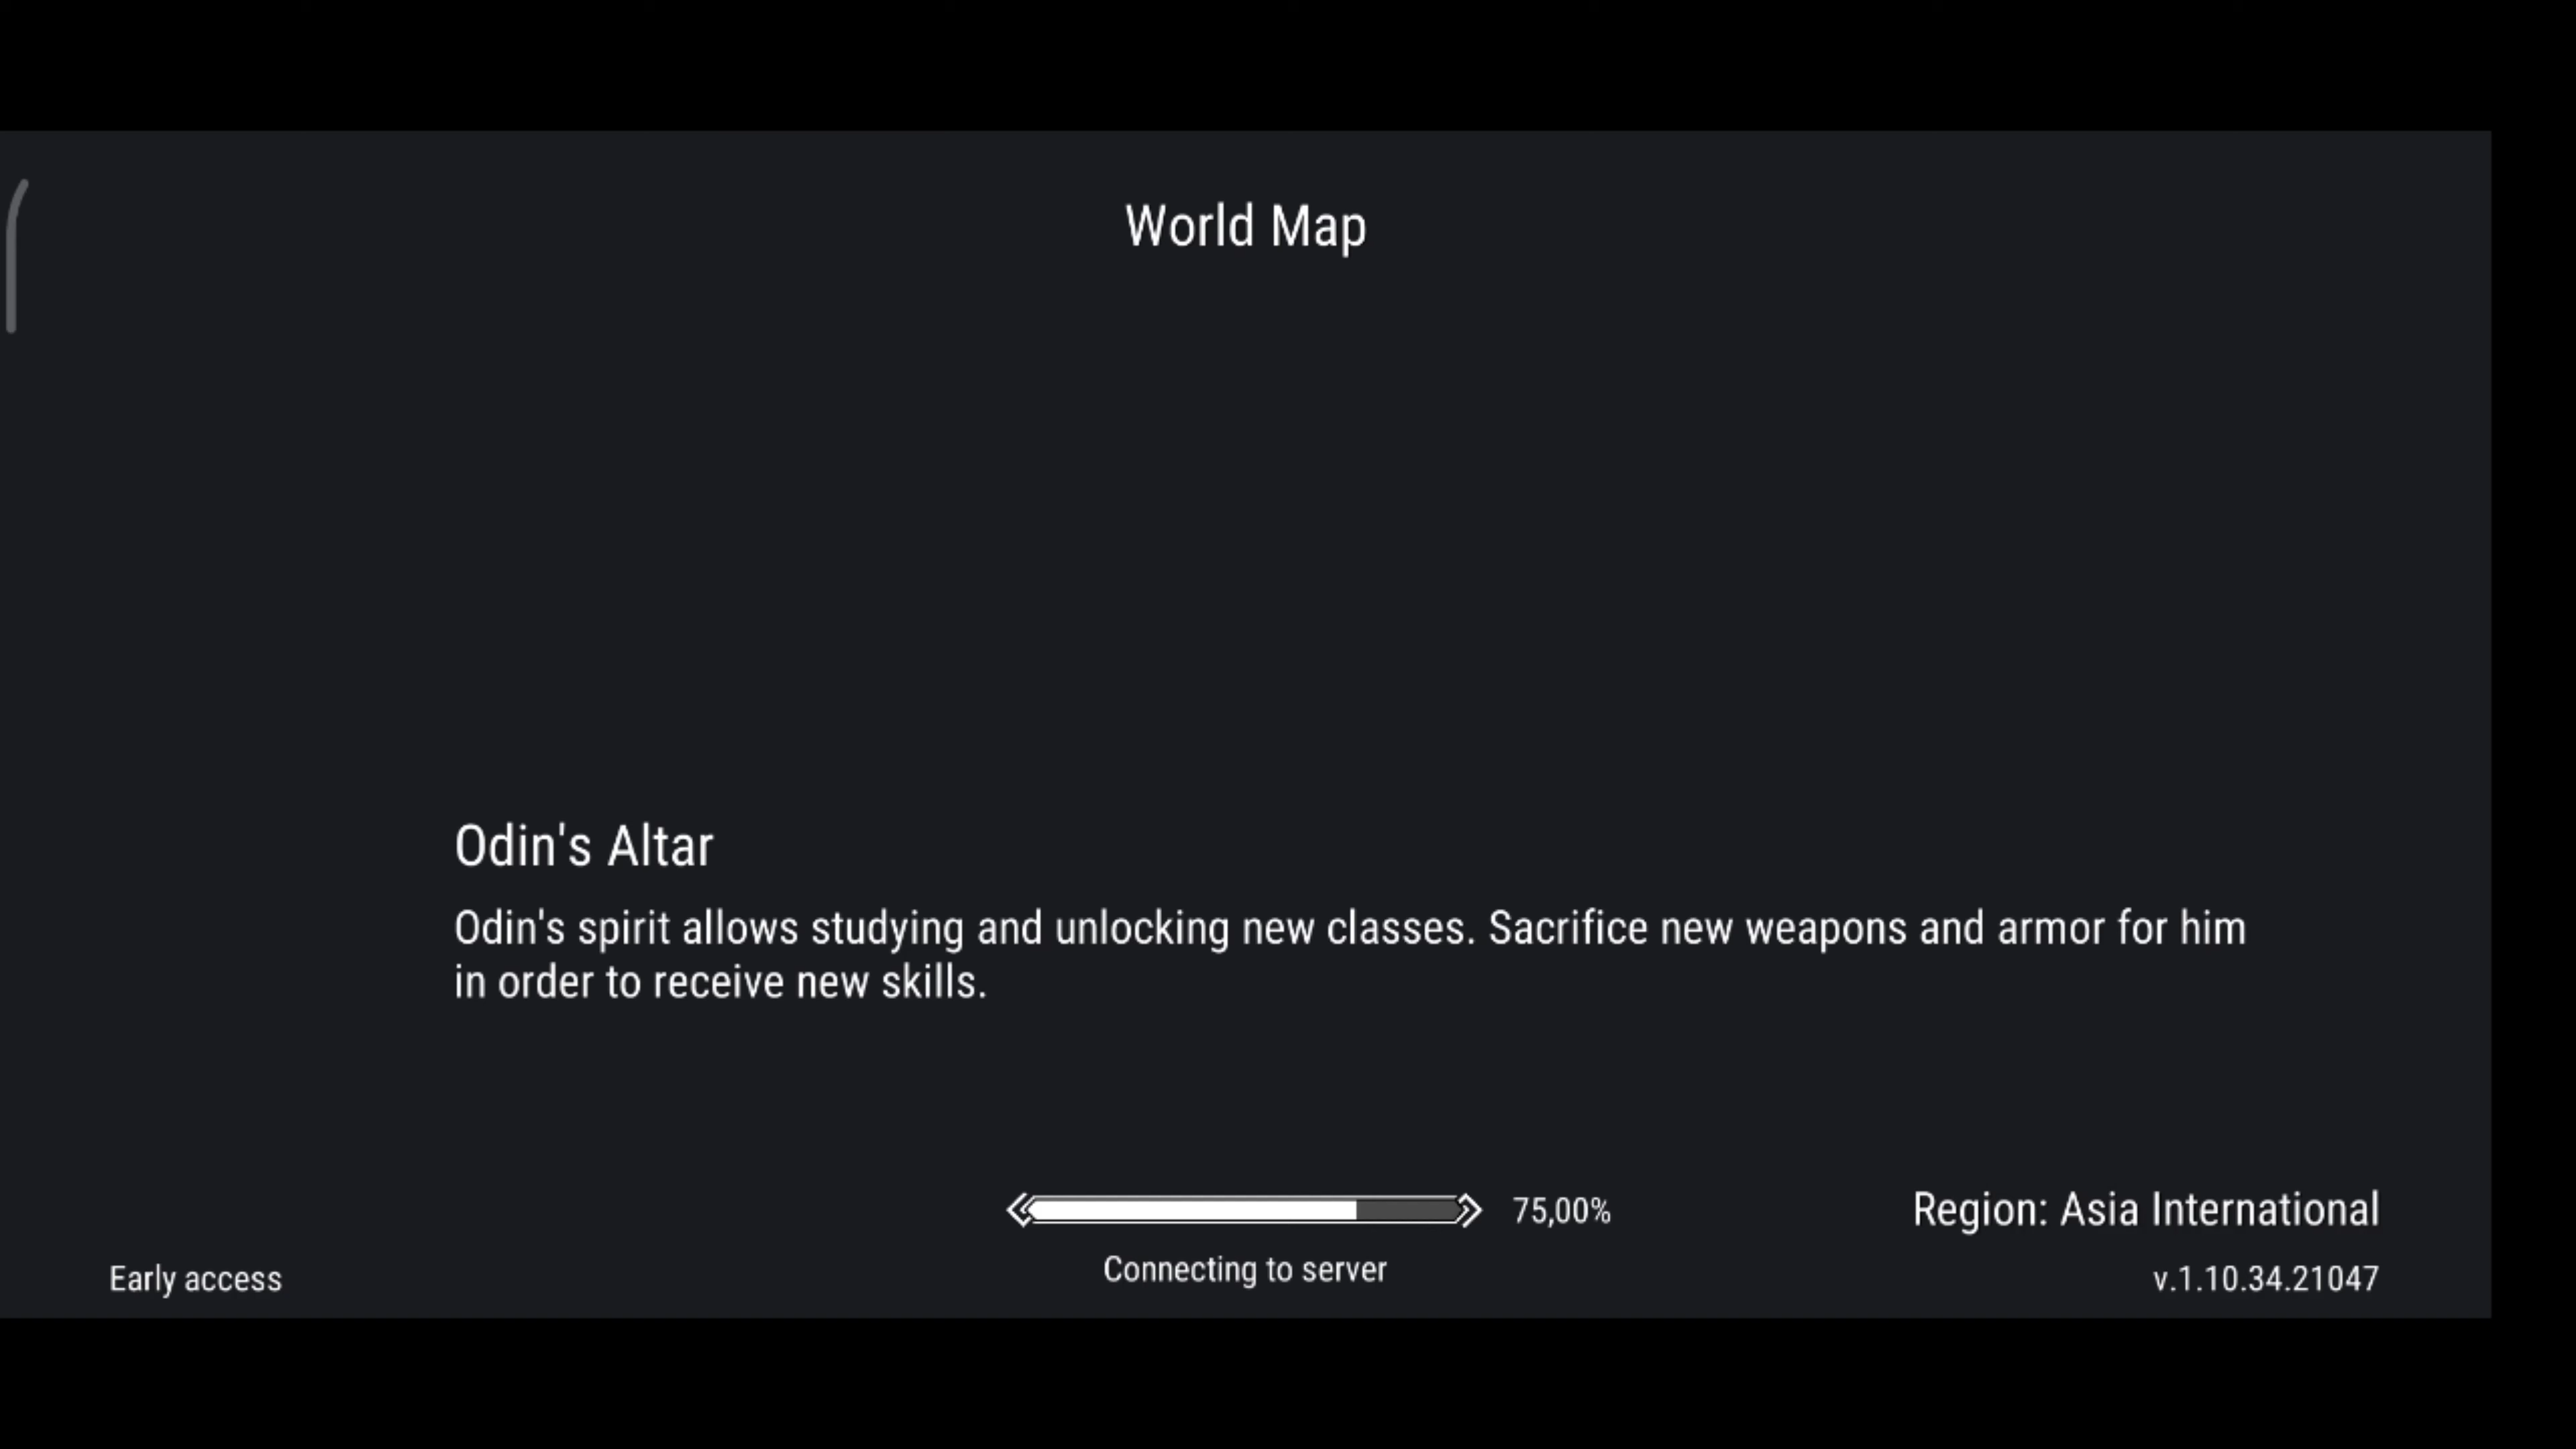 World Map
Odin's Altar
Odin's spirit allows studying and unlocking new classes. Sacrifice new weapons and armor for him
in order to receive new skills.
75,00%
Region: Asia International
Connecting to server
Early access
v.1.10.34.21047